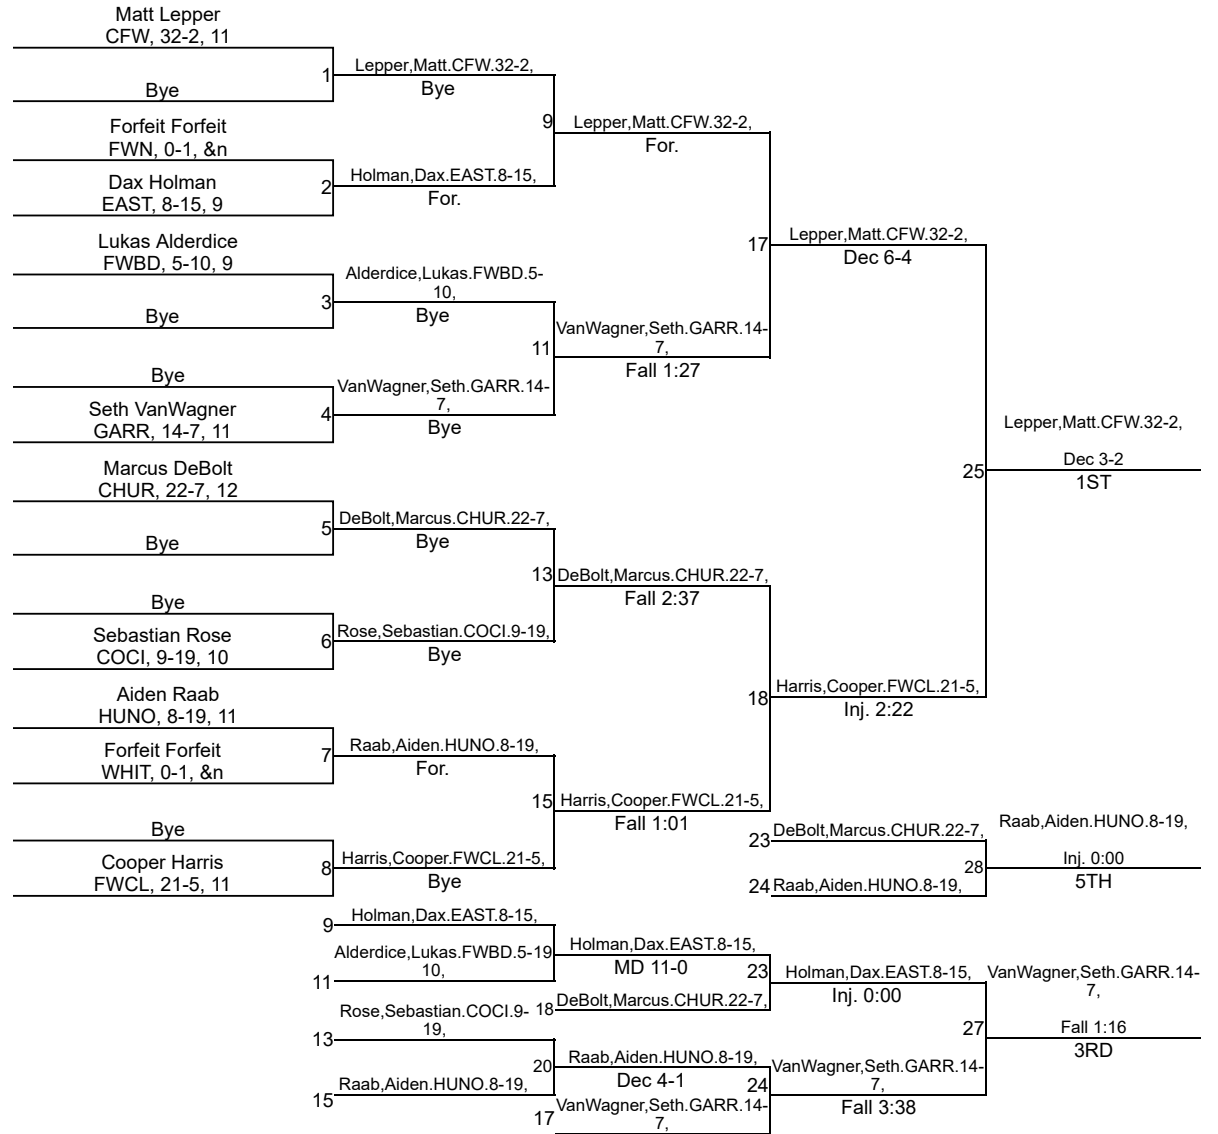 Matt Lepper
CFW, 32-2, 11
Bye
1
Lepper,Matt.CFW.32-2,
Bye
Forfeit Forfeit
FWN, 0-1, &n
Dax Holman
EAST, 8-15, 9
2
Holman,Dax.EAST.8-15,
For.
9
Lepper,Matt.CFW.32-2,
For.
Lukas Alderdice
FWBD, 5-10, 9
Bye
3
Alderdice,Lukas.FWBD.5-
10,
Bye
Bye
Seth VanWagner
GARR, 14-7, 11
4
VanWagner,Seth.GARR.14-
7,
Bye
11
VanWagner,Seth.GARR.14-
7,
Fall 1:27
17
Lepper,Matt.CFW.32-2,
Dec 6-4
Marcus DeBolt
CHUR, 22-7, 12
Bye
5
DeBolt,Marcus.CHUR.22-7,
Bye
Bye
Sebastian Rose
COCI, 9-19, 10
6
Rose,Sebastian.COCI.9-19,
Bye
13
DeBolt,Marcus.CHUR.22-7,
Fall 2:37
Aiden Raab
HUNO, 8-19, 11
Forfeit Forfeit
WHIT, 0-1, &n
7
Raab,Aiden.HUNO.8-19,
For.
Bye
Cooper Harris
FWCL, 21-5, 11
8
Harris,Cooper.FWCL.21-5,
Bye
15
Harris,Cooper.FWCL.21-5,
Fall 1:01
18
Harris,Cooper.FWCL.21-5,
Inj. 2:22
25
Lepper,Matt.CFW.32-2,
Dec 3-2
1ST
23
DeBolt,Marcus.CHUR.22-7,
24
Raab,Aiden.HUNO.8-19,
28
Raab,Aiden.HUNO.8-19,
Inj. 0:00
5TH
9
Holman,Dax.EAST.8-15,
11
Alderdice,Lukas.FWBD.5-
10,
19
Holman,Dax.EAST.8-15,
MD 11-0
18
DeBolt,Marcus.CHUR.22-7,
23
Holman,Dax.EAST.8-15,
Inj. 0:00
13
Rose,Sebastian.COCI.9-
19,
15
Raab,Aiden.HUNO.8-19,
20
Raab,Aiden.HUNO.8-19,
Dec 4-1
17
VanWagner,Seth.GARR.14-
7,
24
VanWagner,Seth.GARR.14-
7,
Fall 3:38
27
VanWagner,Seth.GARR.14-
7,
Fall 1:16
3RD